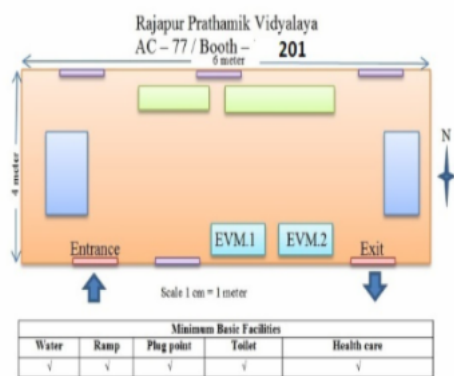 Rajapur Prathamik Vidyalaya
AC – 77 / Booth – 201
6 meter
4 meter
N
EVM.1 EVM.2
Entrance Exit
Scale 1 cm = 1 meter
Minimum Basic Facilities
Water Ramp Plug point Toilet Health care
√ √ √ √ √